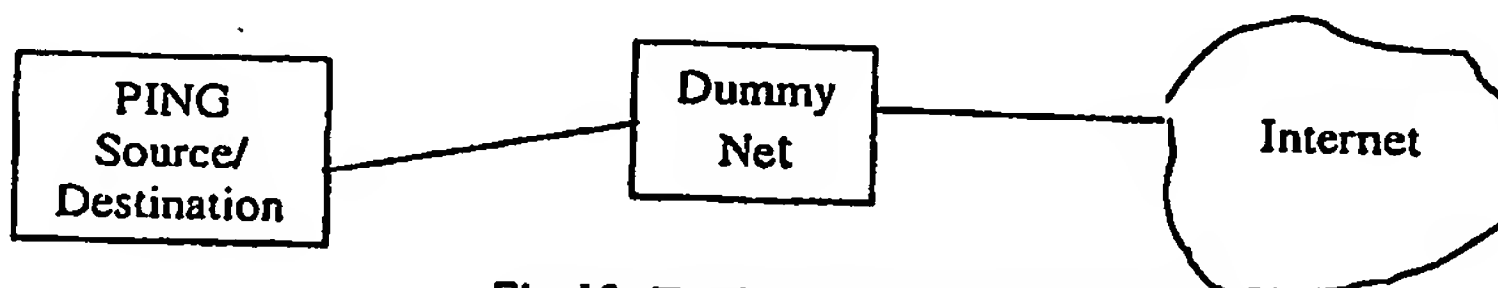 PING
Source/
Destination
Dummy
Net
Internet